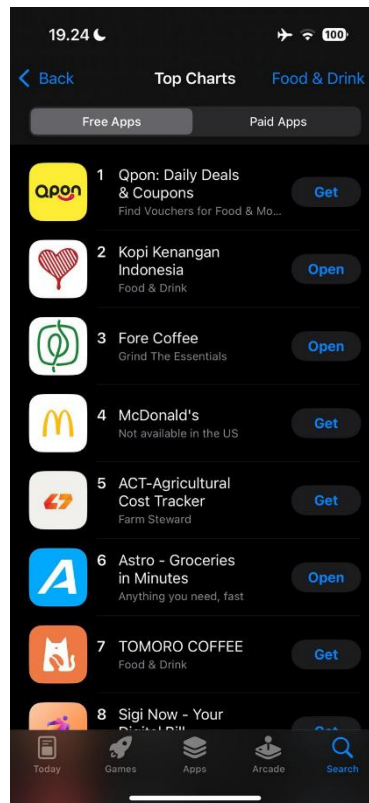 19.24
100
Back
Top Charts
Food & Drink
Free Apps
Paid Apps
Qpon
1
Qpon: Daily Deals
& Coupons
Find Vouchers for Food & Mo...
Get
2
Kopi Kenangan
Indonesia
Food & Drink
Open
3
Fore Coffee
Grind The Essentials
Open
4
McDonald's
Not available in the US
Get
5
ACT-Agricultural
Cost Tracker
Farm Steward
Get
6
Astro - Groceries
in Minutes
Anything you need, fast
Open
7
TOMORO COFFEE
Food & Drink
Get
8
Sigi Now - Your
Today
Games
Apps
Arcade
Search